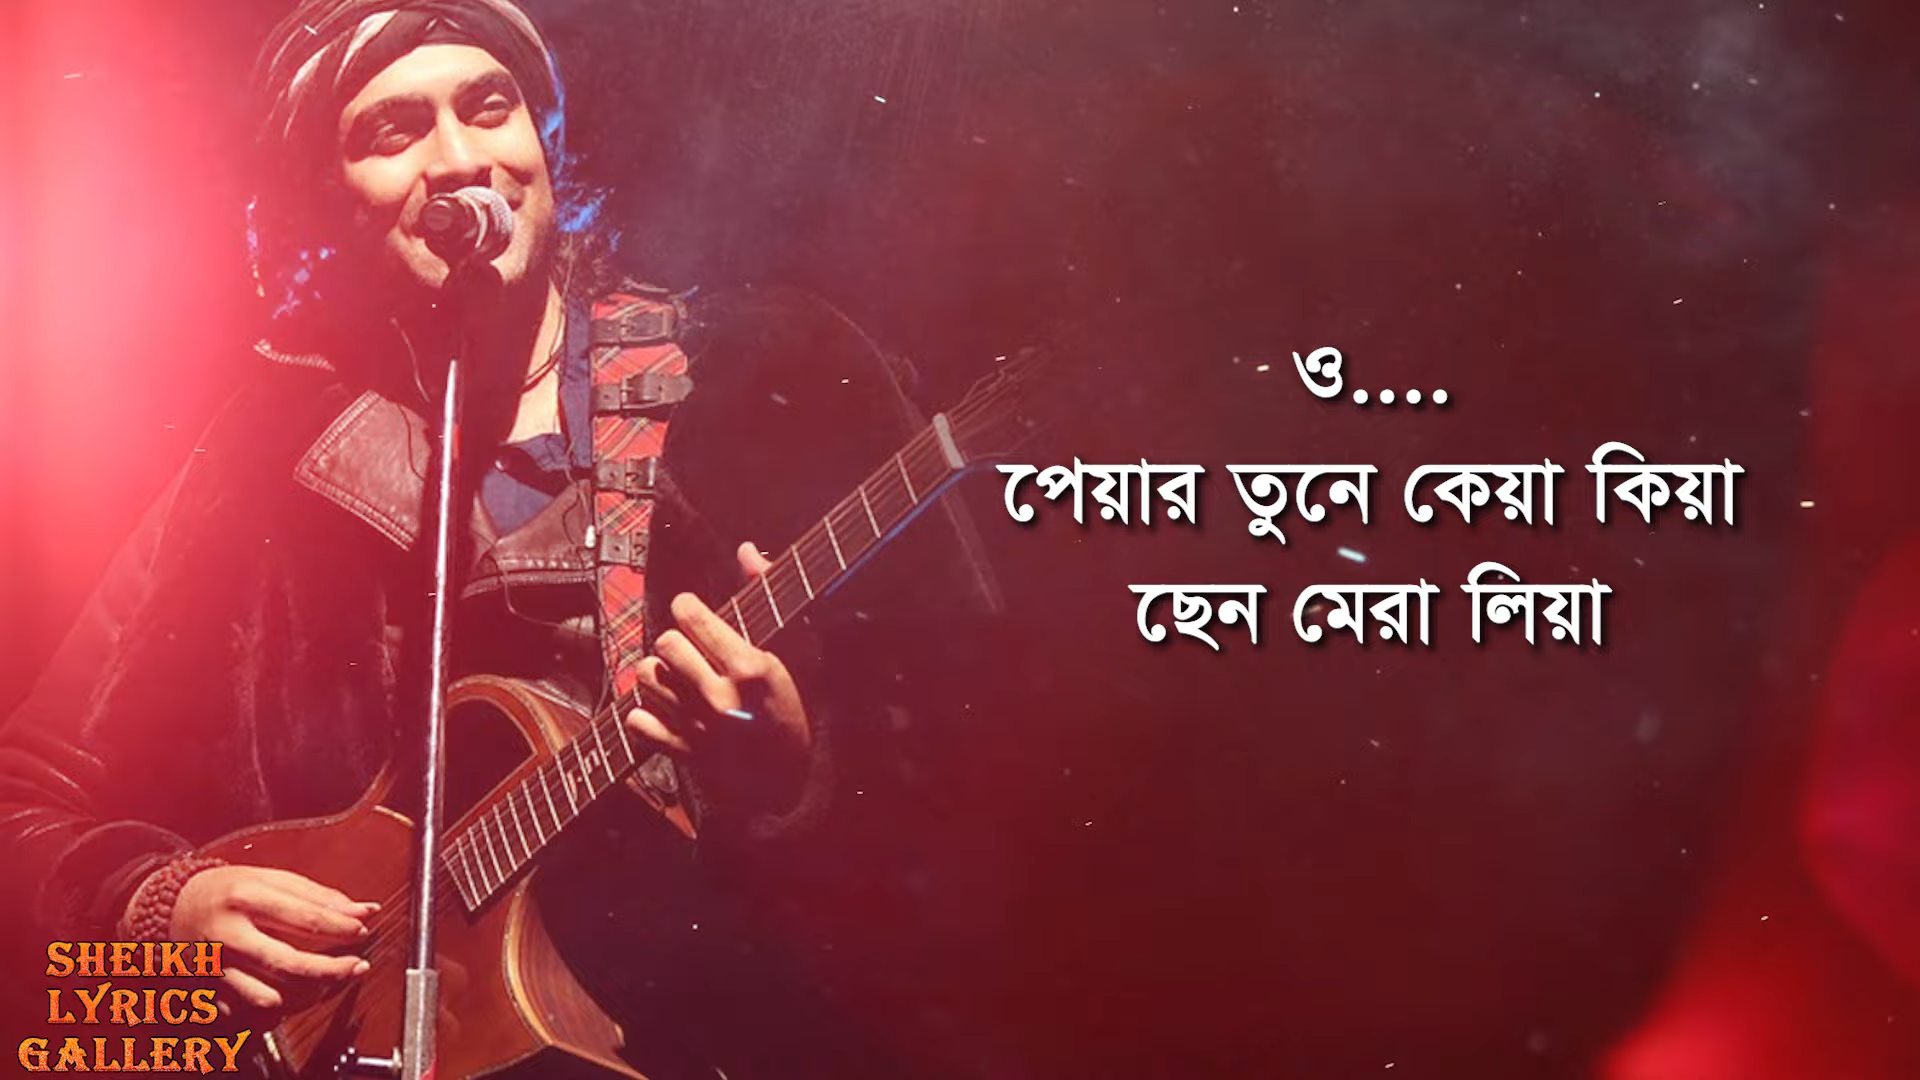 ও....
পেয়ার তুনে কেয়া কিয়া
ছেন মেরা লিয়া
SHEIKH
LYRICS
GALLERY